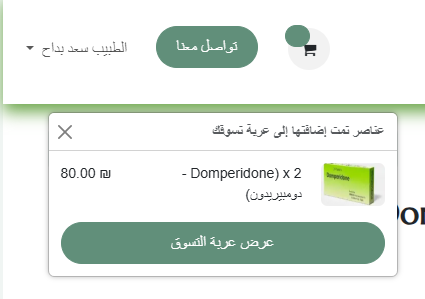 تواصل معنا
الطبيب سعد بداح
عناصر تمت إضافتها إلى عربة تسوقك
2 x (Domperidone -
دومبيريدون)
80.00 ₪
Domperidone
عرض عربة التسوق